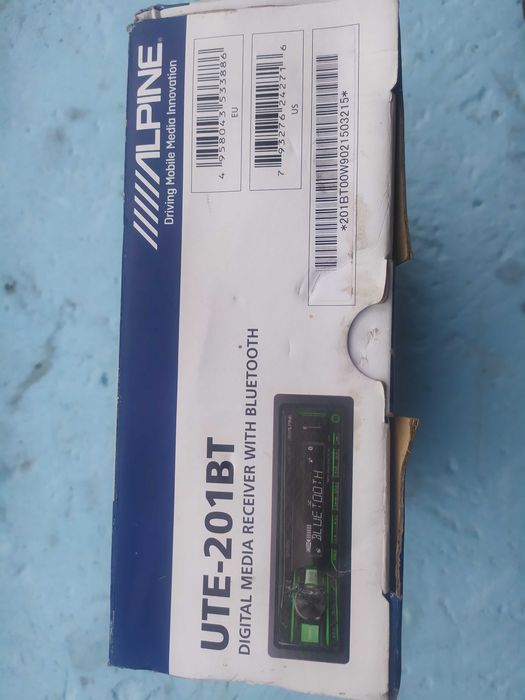 ALPINE®
Driving Mobile Media Innovation
4 958043 533886
EU
7 93276 24271 6
US
*201BT00W9021503215*
UTE-201BT
DIGITAL MEDIA RECEIVER WITH BLUETOOTH
BLUETOOTH